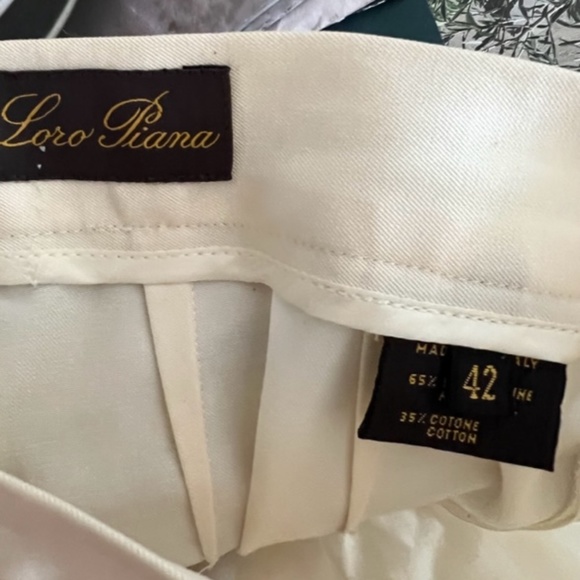 Loro Piana
42
65%
35% COTONE
COTTON